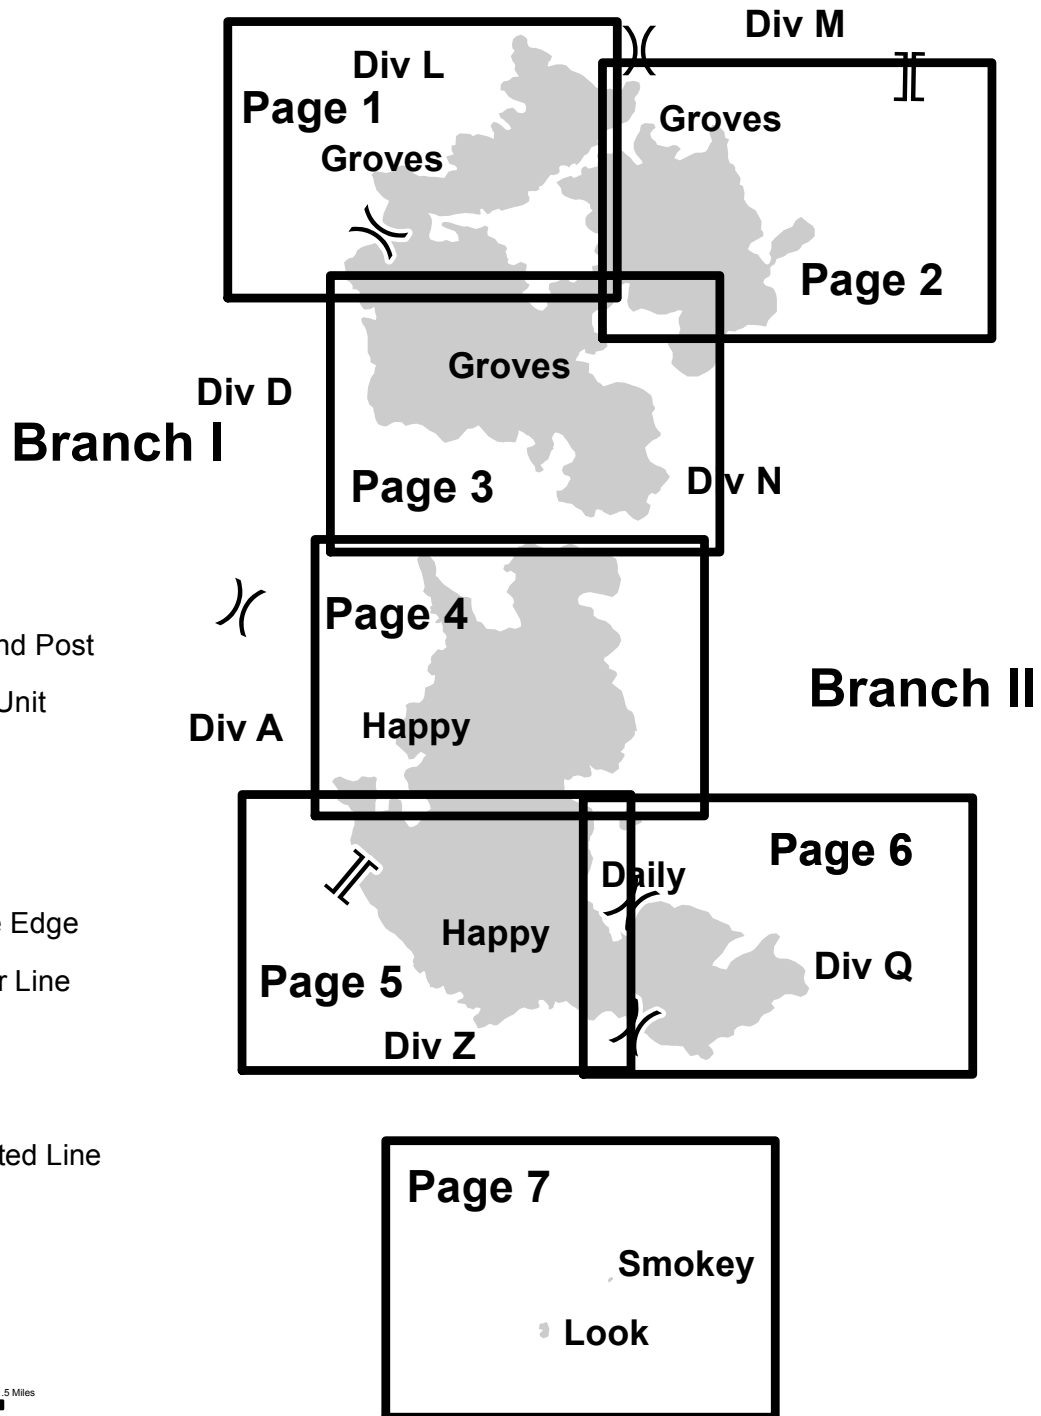 Div M
Div L
Page 1
Groves
Groves
Page 2
Groves
Div D
Branch I
Page 3
Div N
Page 4
nd Post
Branch II
Unit
Div A
Happy
Page 6
Daily
e Edge
Happy
Div Q
Page 5
r Line
Div Z
ted Line
Page 7
Smokey
Look
.5 Miles